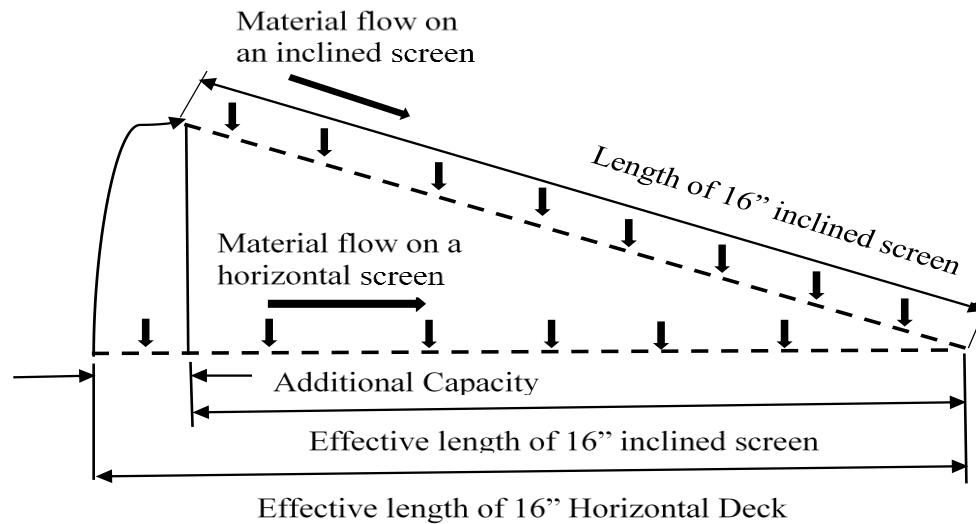 Material flow on
an inclined screen
Length of 16” inclined screen
Material flow on a
horizontal screen
Additional Capacity
Effective length of 16” inclined screen
Effective length of 16” Horizontal Deck